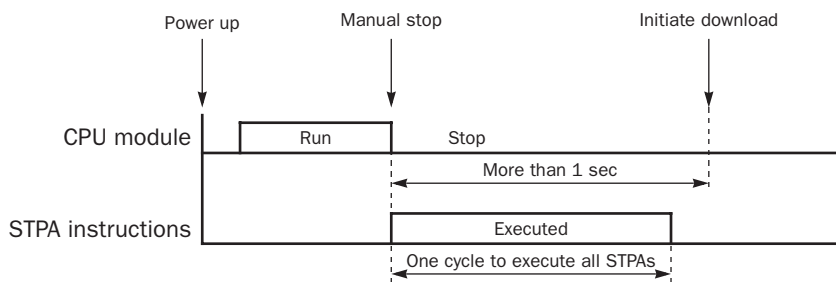 Power up
Manual stop
Initiate download
CPU module
Run
Stop
More than 1 sec
STPA instructions
Executed
One cycle to execute all STPAs